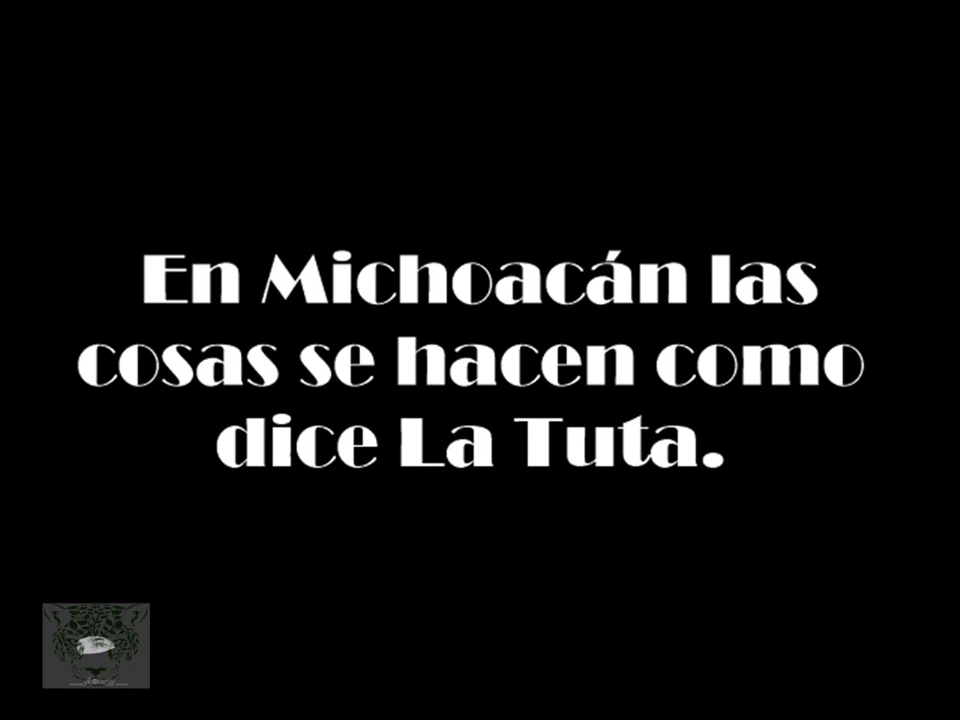 En Michoacán las
cosas se hacen como
dice La Tuta.